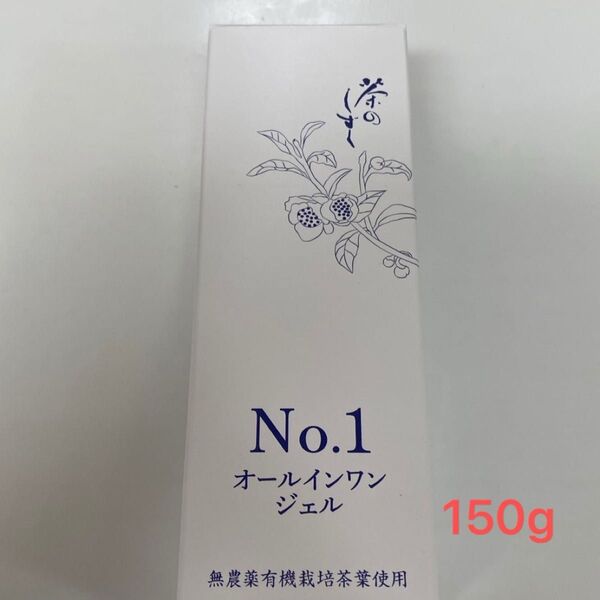 茶の
しずく
No.1
オールインワン
ジェル
150g
無農薬有機栽培茶葉使用